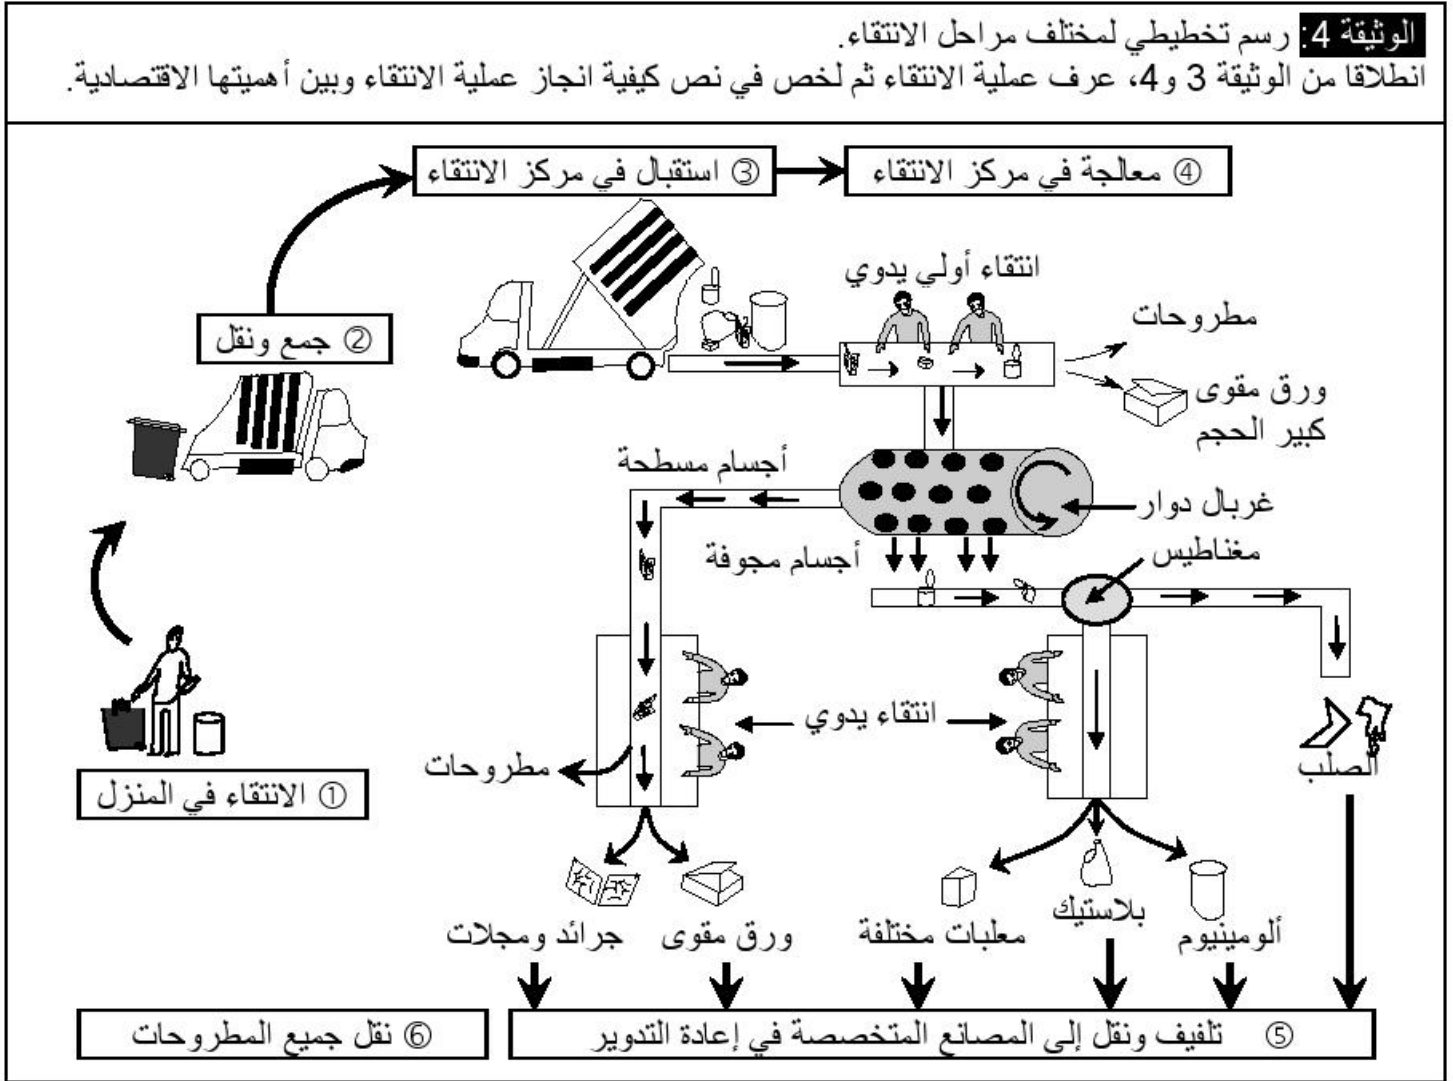 الوثيقة 4: رسم تخطيطي لمختلف مراحل الانتقاء.
انطلاقا من الوثيقة 3 و4، عرف عملية الانتقاء ثم لخص في نص كيفية انجاز عملية الانتقاء وبين أهميتها الاقتصادية.
④ معالجة في مركز الانتقاء
③ استقبال في مركز الانتقاء
انتقاء أولي يدوي
مطروحات
② جمع ونقل
ورق مقوى
كبير الحجم
أجسام مسطحة
غربال دوار
مغناطيس
أجسام مجوفة
انتقاء يدوي
مطروحات
الصلب
① الانتقاء في المنزل
ألومينيوم
بلاستيك
معلبات مختلفة
ورق مقوى
جرائد ومجلات
⑤ تلفيف ونقل إلى المصانع المتخصصة في إعادة التدوير
⑥ نقل جميع المطروحات